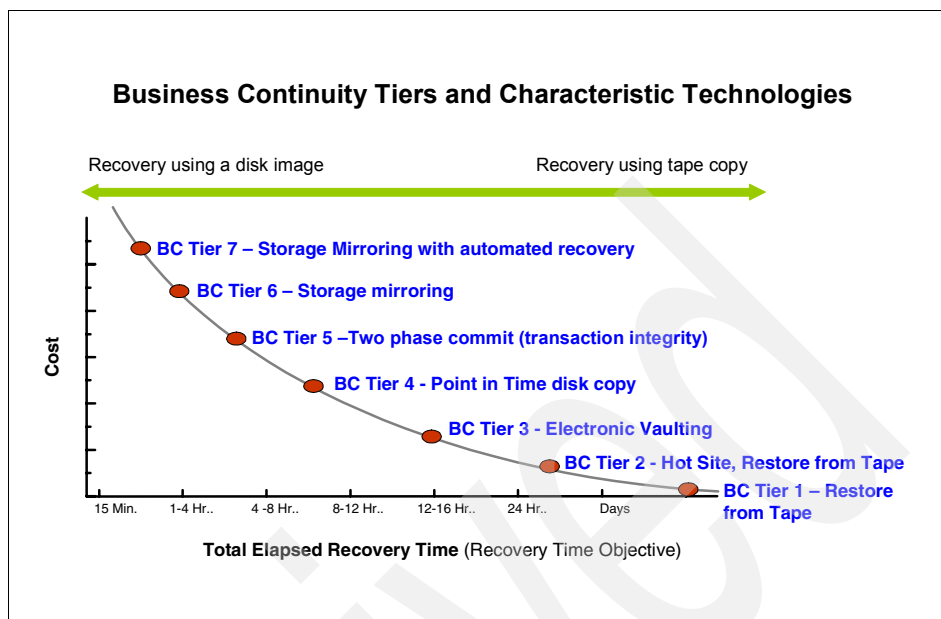 Business Continuity Tiers and Characteristic Technologies
Recovery using a disk image
Recovery using tape copy
BC Tier 7 – Storage Mirroring with automated recovery
BC Tier 6 – Storage mirroring
BC Tier 5 –Two phase commit (transaction integrity)
BC Tier 4 - Point in Time disk copy
BC Tier 3 - Electronic Vaulting
BC Tier 2 - Hot Site, Restore from Tape
BC Tier 1 – Restore
from Tape
Cost
15 Min.
1-4 Hr..
4 -8 Hr..
8-12 Hr..
12-16 Hr..
24 Hr..
Days
Total Elapsed Recovery Time (Recovery Time Objective)
ived